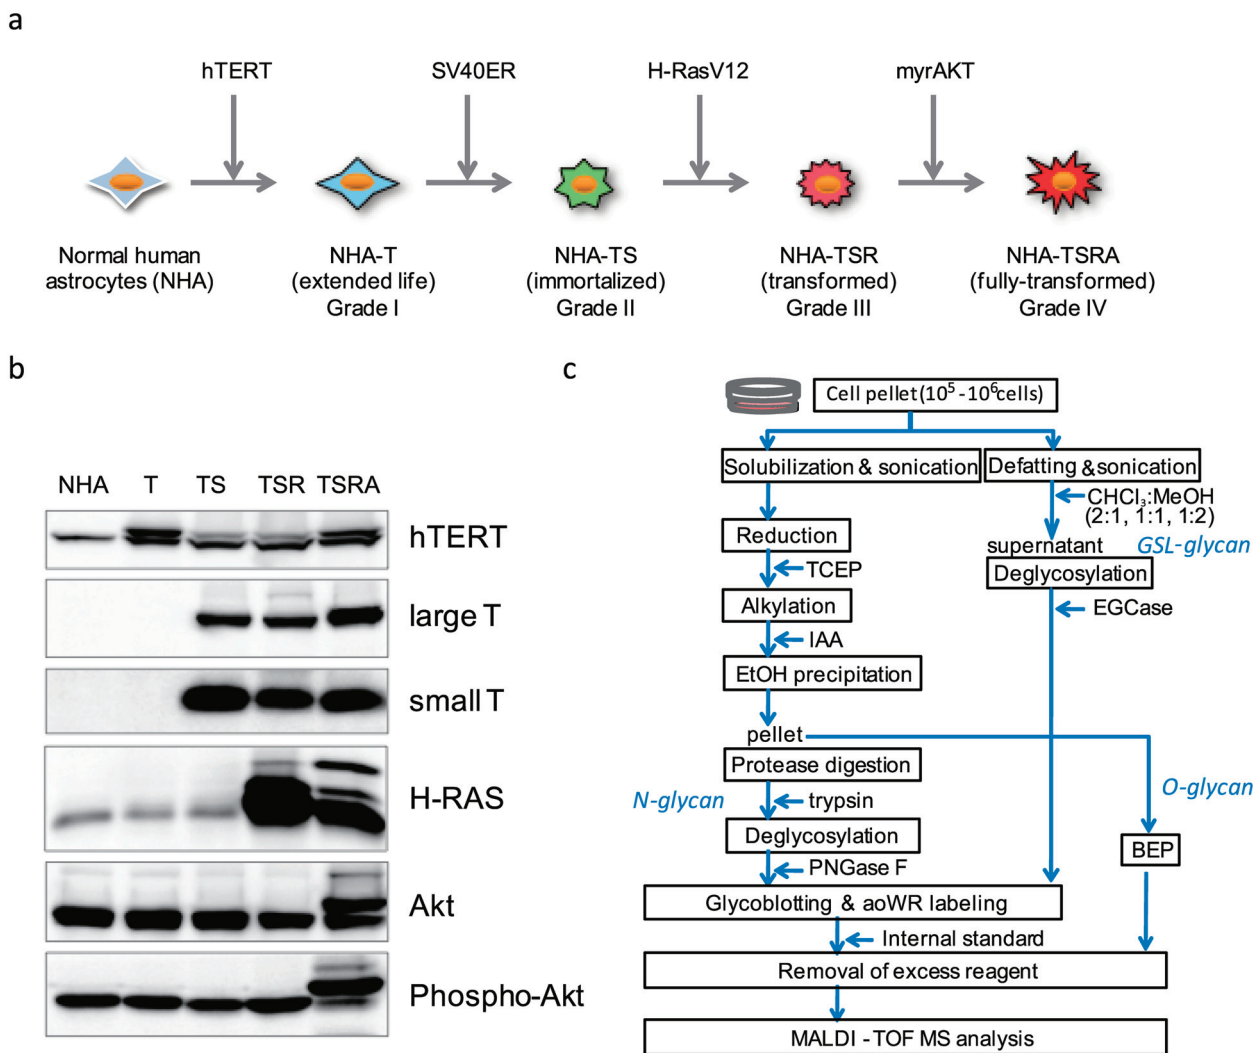 a
hTERT
SV40ER
H-RasV12
myrAKT
Normal human
astrocytes (NHA)
NHA-T
(extended life)
Grade I
NHA-TS
(immortalized)
Grade II
NHA-TSR
(transformed)
Grade III
NHA-TSRA
(fully-transformed)
Grade IV
b
NHA T TS TSR TSRA
hTERT
large T
small T
H-RAS
Akt
Phospho-Akt
c
Cell pellet (10⁵ - 10⁶cells)
Solubilization & sonication
Defatting & sonication
CHCl₃:MeOH
(2:1, 1:1, 1:2)
Reduction
supernatant
GSL-glycan
TCEP
Deglycosylation
Alkylation
EGCase
IAA
EtOH precipitation
pellet
Protease digestion
N-glycan
trypsin
O-glycan
Deglycosylation
BEP
PNGase F
Glycoblotting & aoWR labeling
Internal standard
Removal of excess reagent
MALDI - TOF MS analysis